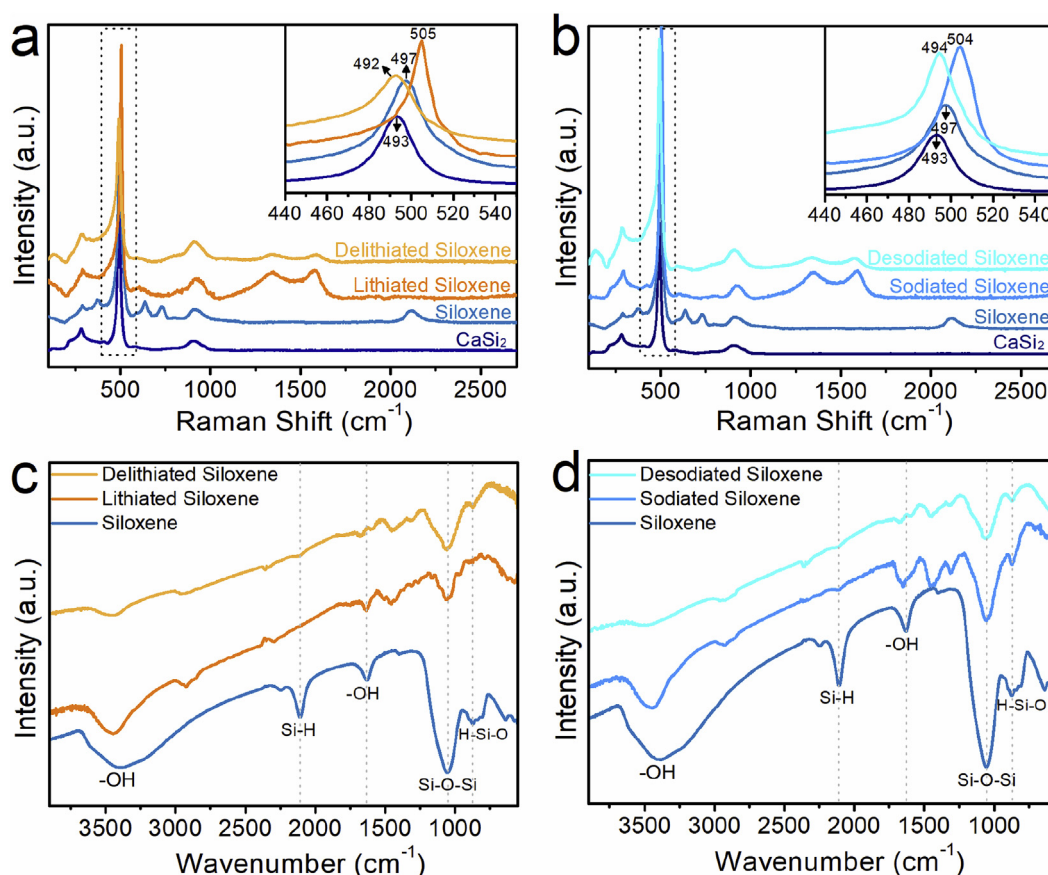 a
Intensity (a.u.)
505
497
492
493
440 460 480 500 520 540
Delithiated Siloxene
Lithiated Siloxene
Siloxene
CaSi₂
500 1000 1500 2000 2500
Raman Shift (cm⁻¹)
b
Intensity (a.u.)
504
494
497
493
440 460 480 500 520 540
Desodiated Siloxene
Sodiated Siloxene
Siloxene
CaSi₂
500 1000 1500 2000 2500
Raman Shift (cm⁻¹)
c
Intensity (a.u.)
Delithiated Siloxene
Lithiated Siloxene
Siloxene
-OH
Si-H
H-Si-O
-OH
Si-O-Si
3500 3000 2500 2000 1500 1000
Wavenumber (cm⁻¹)
d
Intensity (a.u.)
Desodiated Siloxene
Sodiated Siloxene
Siloxene
-OH
Si-H
H-Si-O
-OH
Si-O-Si
3500 3000 2500 2000 1500 1000
Wavenumber (cm⁻¹)